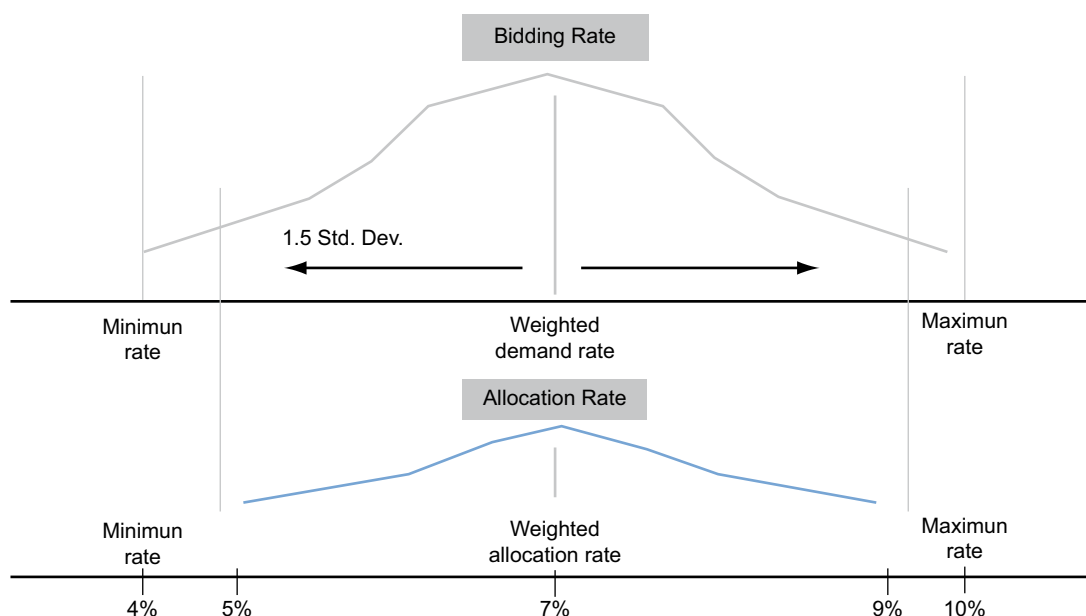 Bidding Rate
1.5 Std. Dev.
Minimun
rate
Weighted
demand rate
Maximun
rate
Allocation Rate
Minimun
rate
Weighted
allocation rate
Maximun
rate
4%
5%
7%
9%
10%